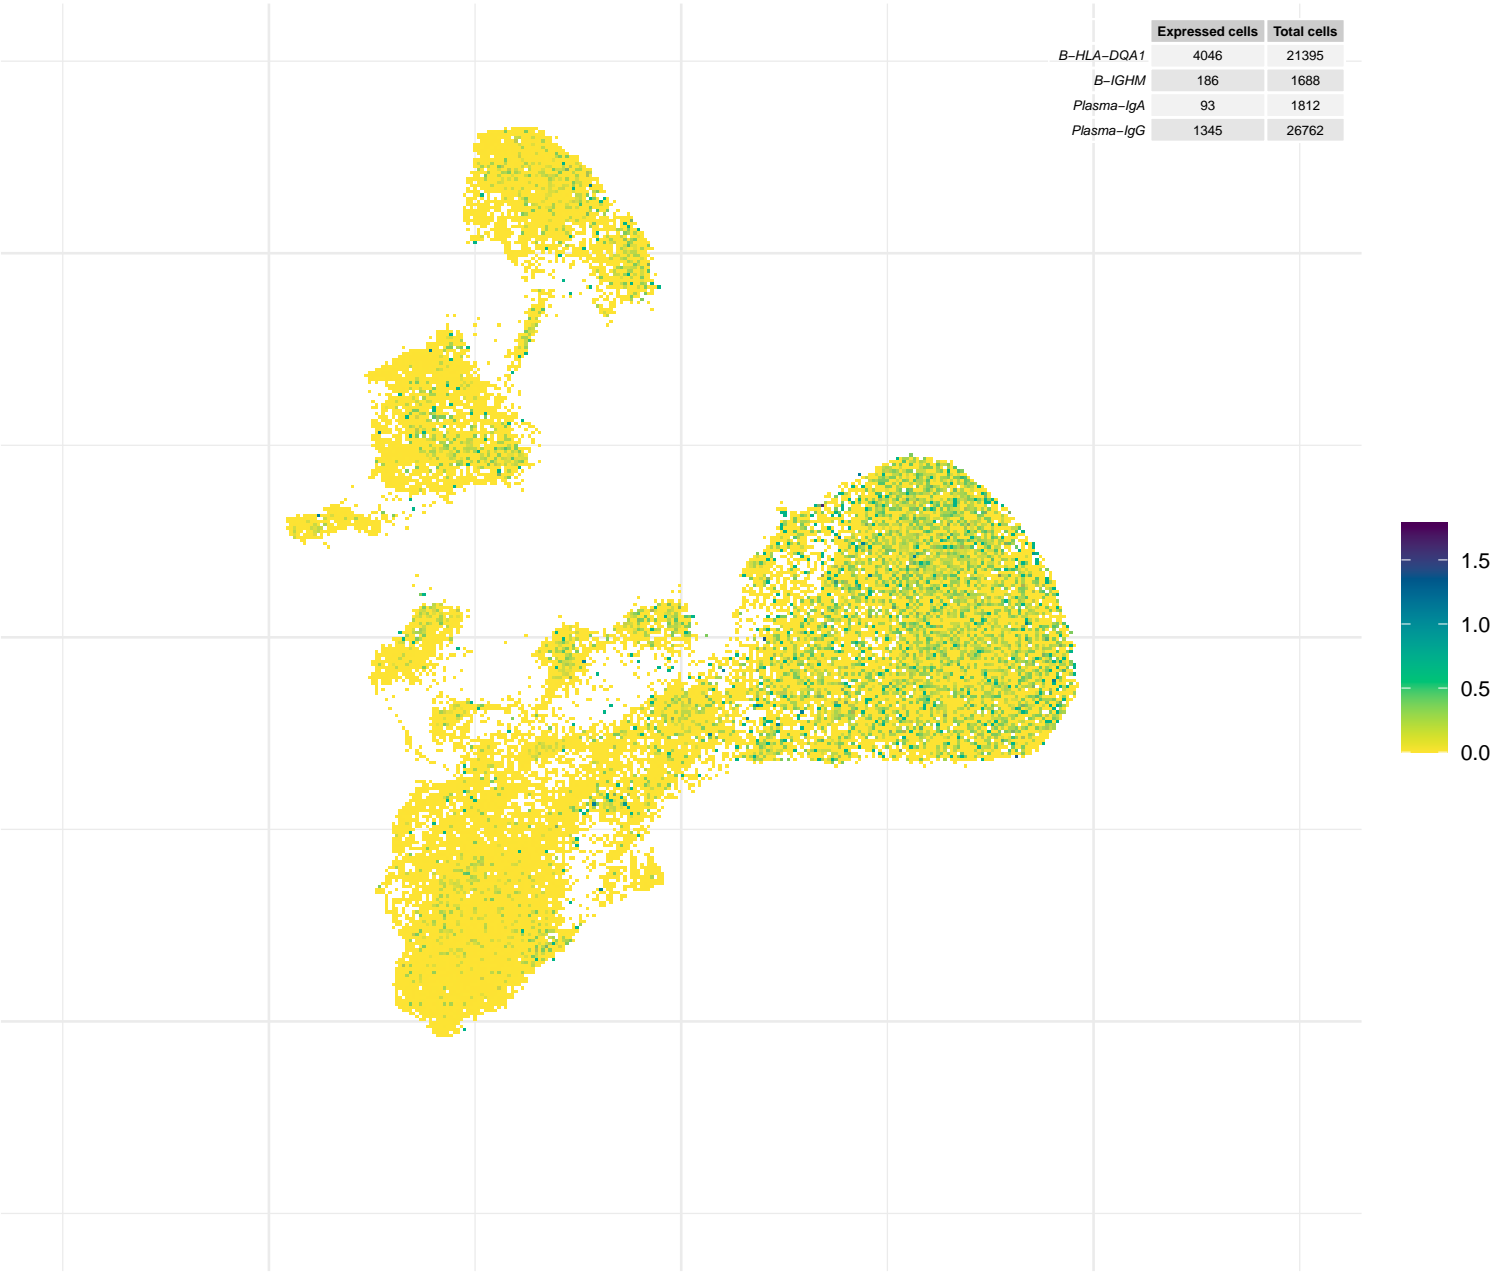 Expressed cells Total cells
B−HLA−DQA1 4046 21395
B−IGHM 186 1688
Plasma−IgA 93 1812
Plasma−IgG 1345 26762
1.5
1.0
0.5
0.0